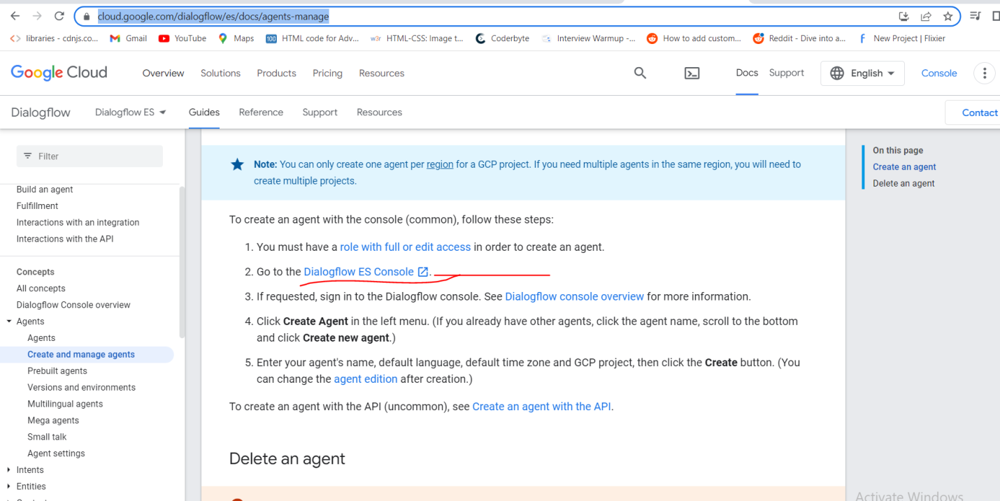 cloud.google.com/dialogflow/es/docs/agents-manage
libraries - cdnjs.co...
Gmail
YouTube
Maps
100
HTML code for Adv...
w3r
HTML-CSS: Image t...
Coderbyte
Interview Warmup -...
How to add custom...
Reddit - Dive into a...
New Project | Flixier
Google Cloud
Overview
Solutions
Products
Pricing
Resources
Docs
Support
English
Console
Dialogflow
Dialogflow ES
Guides
Reference
Support
Resources
Contact
Filter
Build an agent
Fulfillment
Interactions with an integration
Interactions with the API
Concepts
All concepts
Dialogflow Console overview
Agents
Agents
Create and manage agents
Prebuilt agents
Versions and environments
Multilingual agents
Mega agents
Small talk
Agent settings
Intents
Entities
Note: You can only create one agent per region for a GCP project. If you need multiple agents in the same region, you will need to
create multiple projects.
To create an agent with the console (common), follow these steps:
1. You must have a role with full or edit access in order to create an agent.
2. Go to the Dialogflow ES Console.
3. If requested, sign in to the Dialogflow console. See Dialogflow console overview for more information.
4. Click Create Agent in the left menu. (If you already have other agents, click the agent name, scroll to the bottom
and click Create new agent.)
5. Enter your agent's name, default language, default time zone and GCP project, then click the Create button. (You
can change the agent edition after creation.)
To create an agent with the API (uncommon), see Create an agent with the API.
Delete an agent
On this page
Create an agent
Delete an agent
Activate Windows